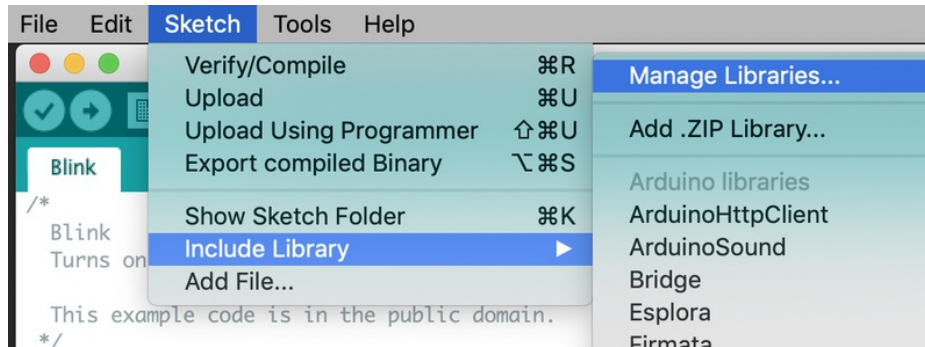 File Edit Sketch Tools Help
Verify/Compile ⌘R
Upload ⌘U
Upload Using Programmer ⇧⌘U
Export compiled Binary ⌥⌘S
Show Sketch Folder ⌘K
Include Library ▶
Add File...
Manage Libraries...
Add .ZIP Library...
Arduino libraries
ArduinoHttpClient
ArduinoSound
Bridge
Esplora
Firmata
Blink
/*
Blink
Turns on
This example code is in the public domain.
*/